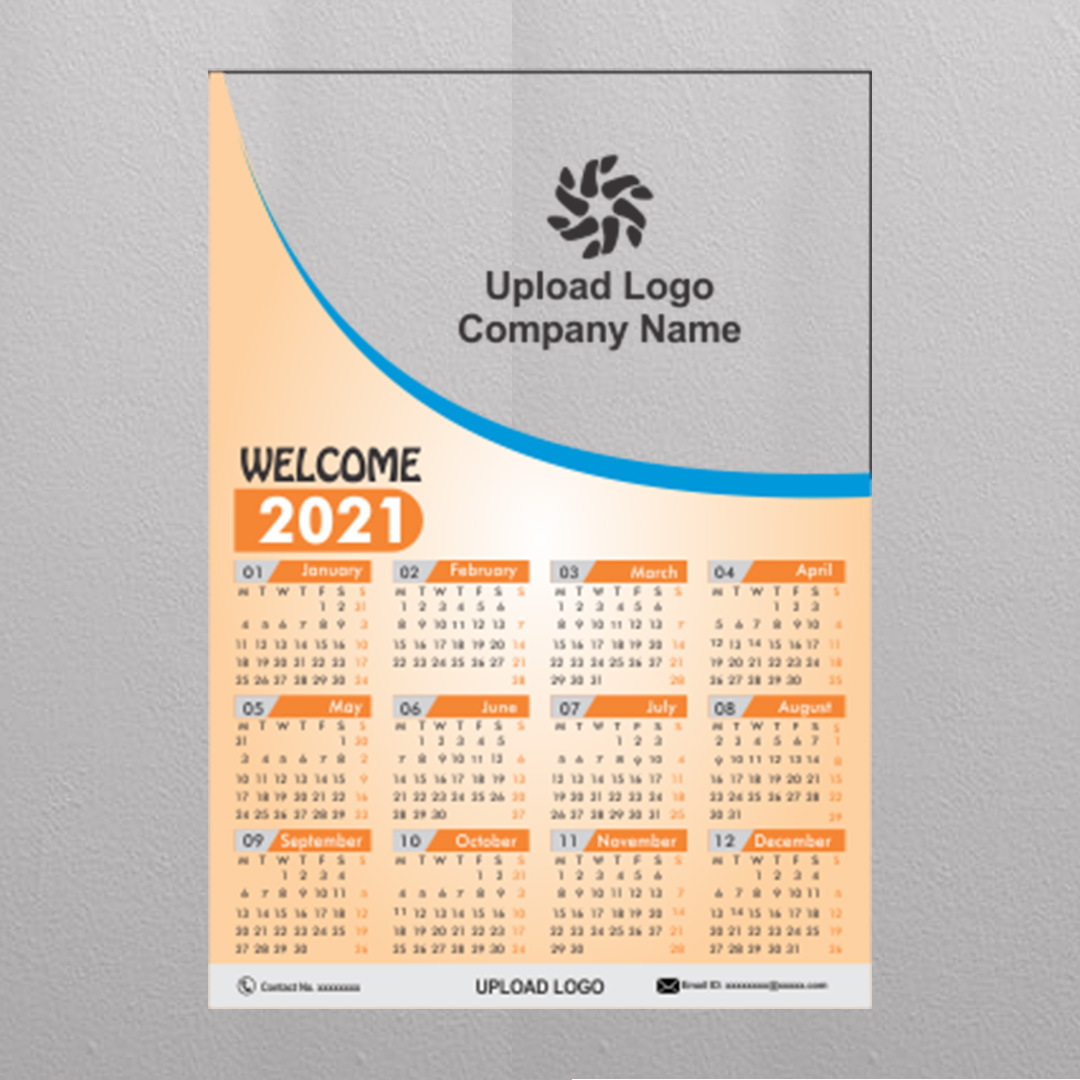 Upload Logo
Company Name
WELCOME
2021
01 January
M T W T F S S
1 2 31
4 5 6 7 8 9 3
11 12 13 14 15 16 10
18 19 20 21 22 23 17
25 26 27 28 29 30 24
02 February
M T W T F S S
1 2 3 4 5 6
8 9 10 11 12 13 7
15 16 17 18 19 20 14
22 23 24 25 26 27 21
28
03 March
M T W T F S S
1 2 3 4 5 6
8 9 10 11 12 13 7
15 16 17 18 19 20 14
22 23 24 25 26 27 21
29 30 31 28
04 April
M T W T F S S
1 2 3
5 6 7 8 9 10 4
12 13 14 15 16 17 11
19 20 21 22 23 24 18
26 27 28 29 30 25
05 May
M T W T F S S
31 1 30
3 4 5 6 7 8 2
10 11 12 13 14 15 9
17 18 19 20 21 22 16
24 25 26 27 28 29 23
06 June
M T W T F S S
1 2 3 4 5
7 8 9 10 11 12 6
14 15 16 17 18 19 13
21 22 23 24 25 26 20
28 29 30 27
07 July
M T W T F S S
1 2 3
5 6 7 8 9 10 4
12 13 14 15 16 17 11
19 20 21 22 23 24 18
26 27 28 29 30 31 25
08 August
M T W T F S S
2 3 4 5 6 7 1
9 10 11 12 13 14 8
16 17 18 19 20 21 15
23 24 25 26 27 28 22
30 31 29
09 September
M T W T F S S
1 2 3 4
6 7 8 9 10 11 5
13 14 15 16 17 18 12
20 21 22 23 24 25 19
27 28 29 30 26
10 October
M T W T F S S
1 2 31
4 5 6 7 8 9 3
11 12 13 14 15 16 10
18 19 20 21 22 23 17
25 26 27 28 29 30 24
11 November
M T W T F S S
1 2 3 4 5 6
8 9 10 11 12 13 7
15 16 17 18 19 20 14
22 23 24 25 26 27 21
29 30 28
12 December
M T W T F S S
1 2 3 4
6 7 8 9 10 11 5
13 14 15 16 17 18 12
20 21 22 23 24 25 19
27 28 29 30 31 26
Contact No. xxxxxxxx UPLOAD LOGO Email ID: